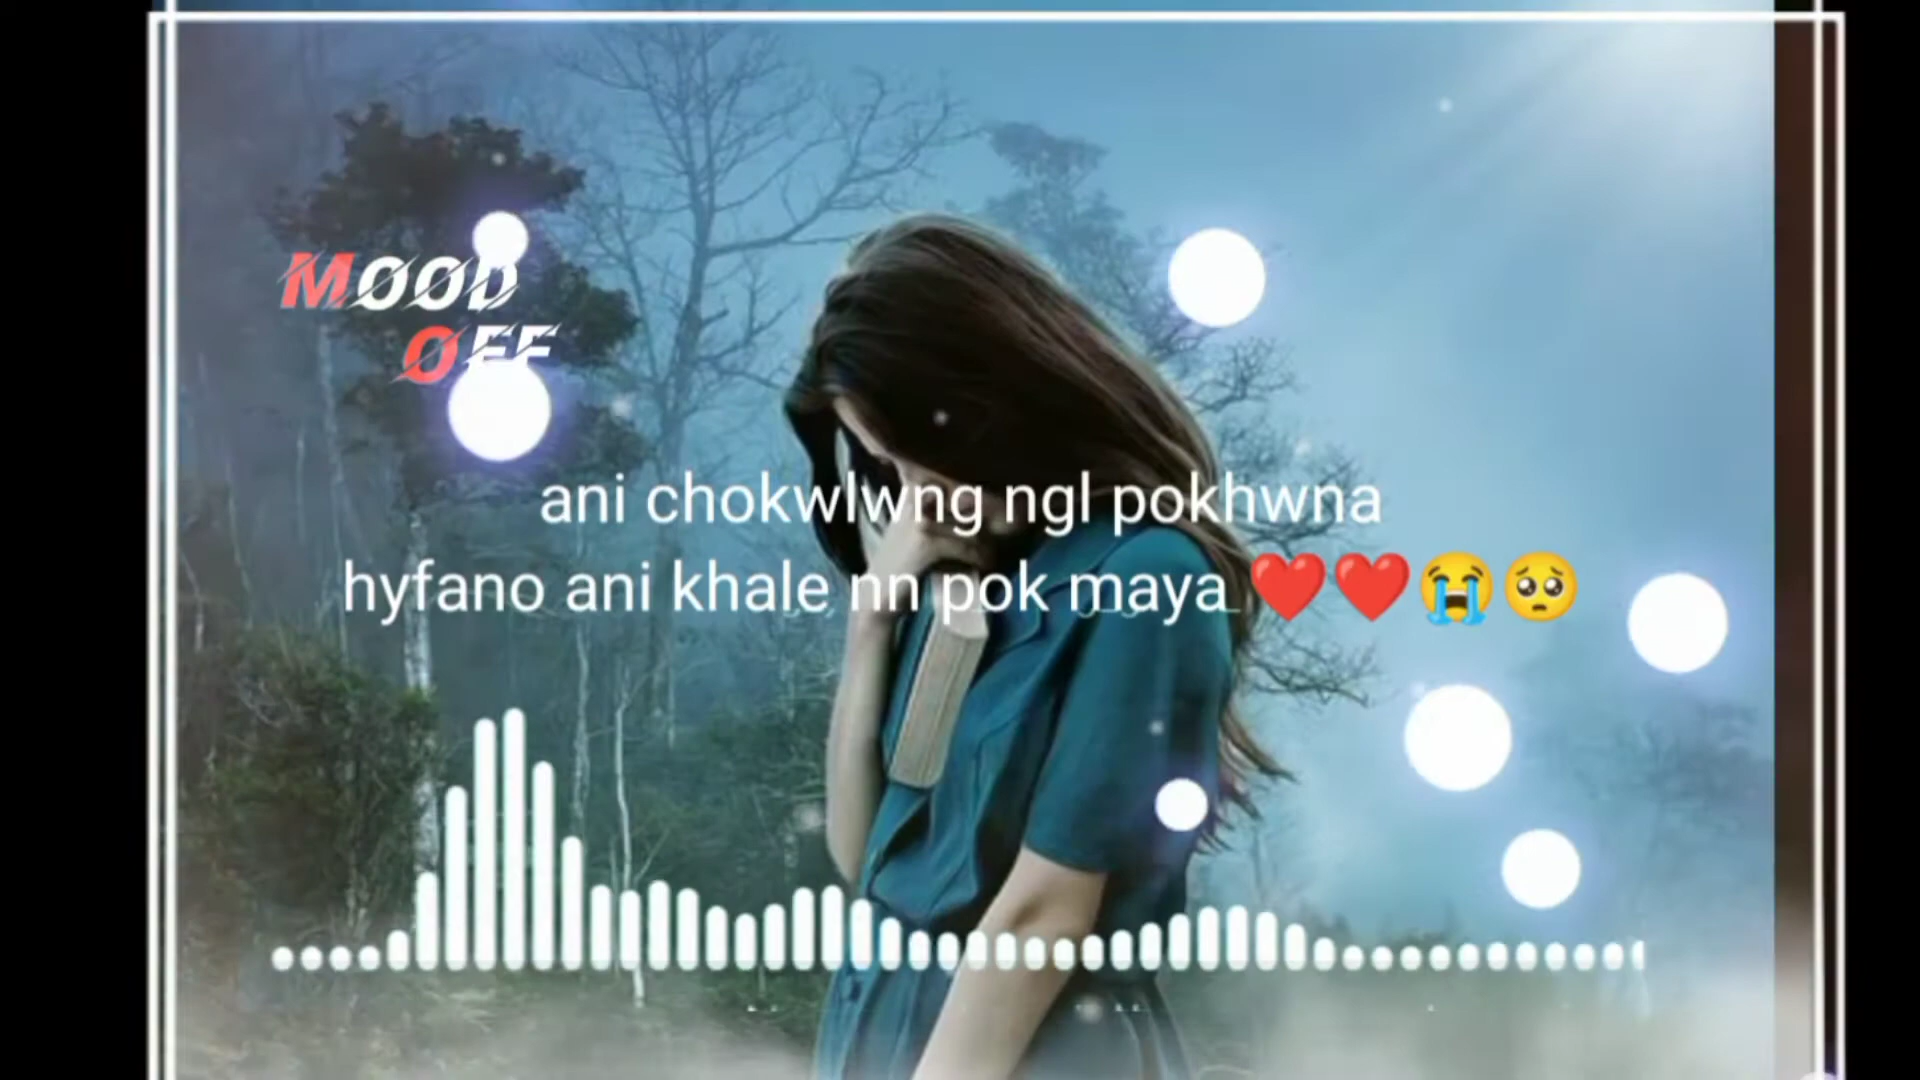 MOOD
OFF
ani chokwlwng ngl pokhwna
hyfano ani khale nn pok maya ❤️❤️😭🥺